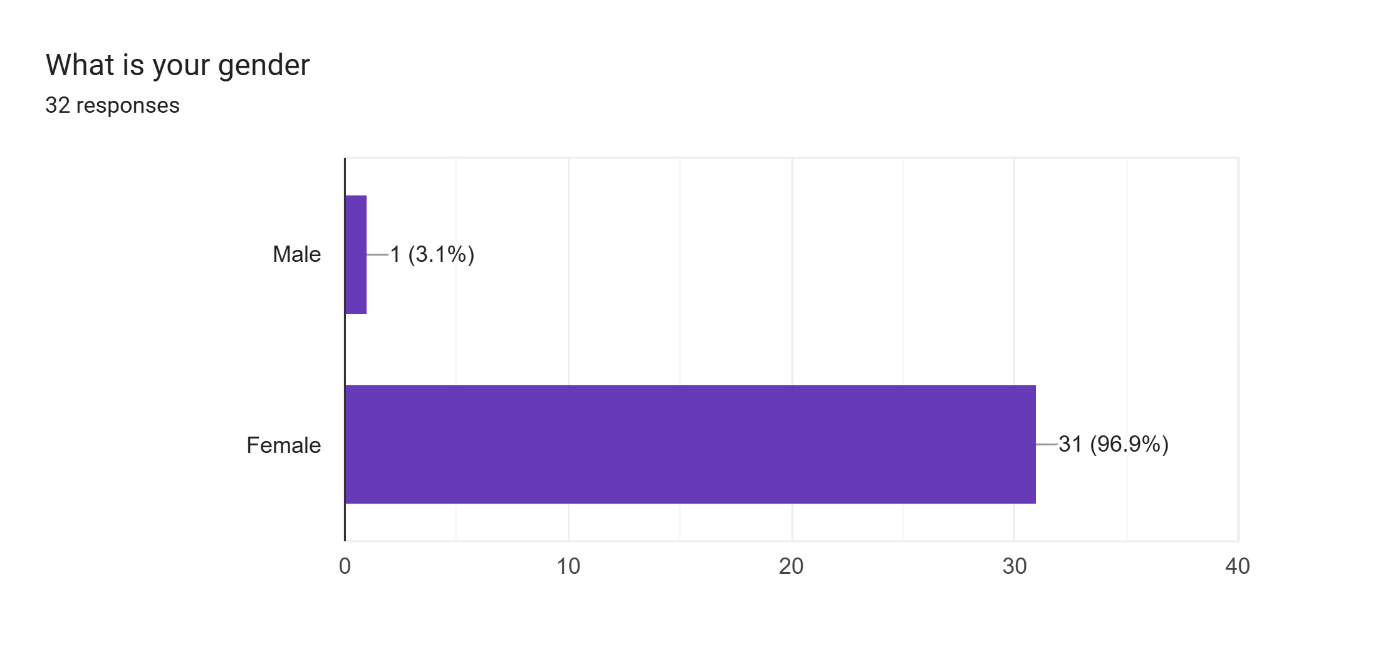 What is your gender
32 responses
Male
1 (3.1%)
Female
31 (96.9%)
0 10 20 30 40